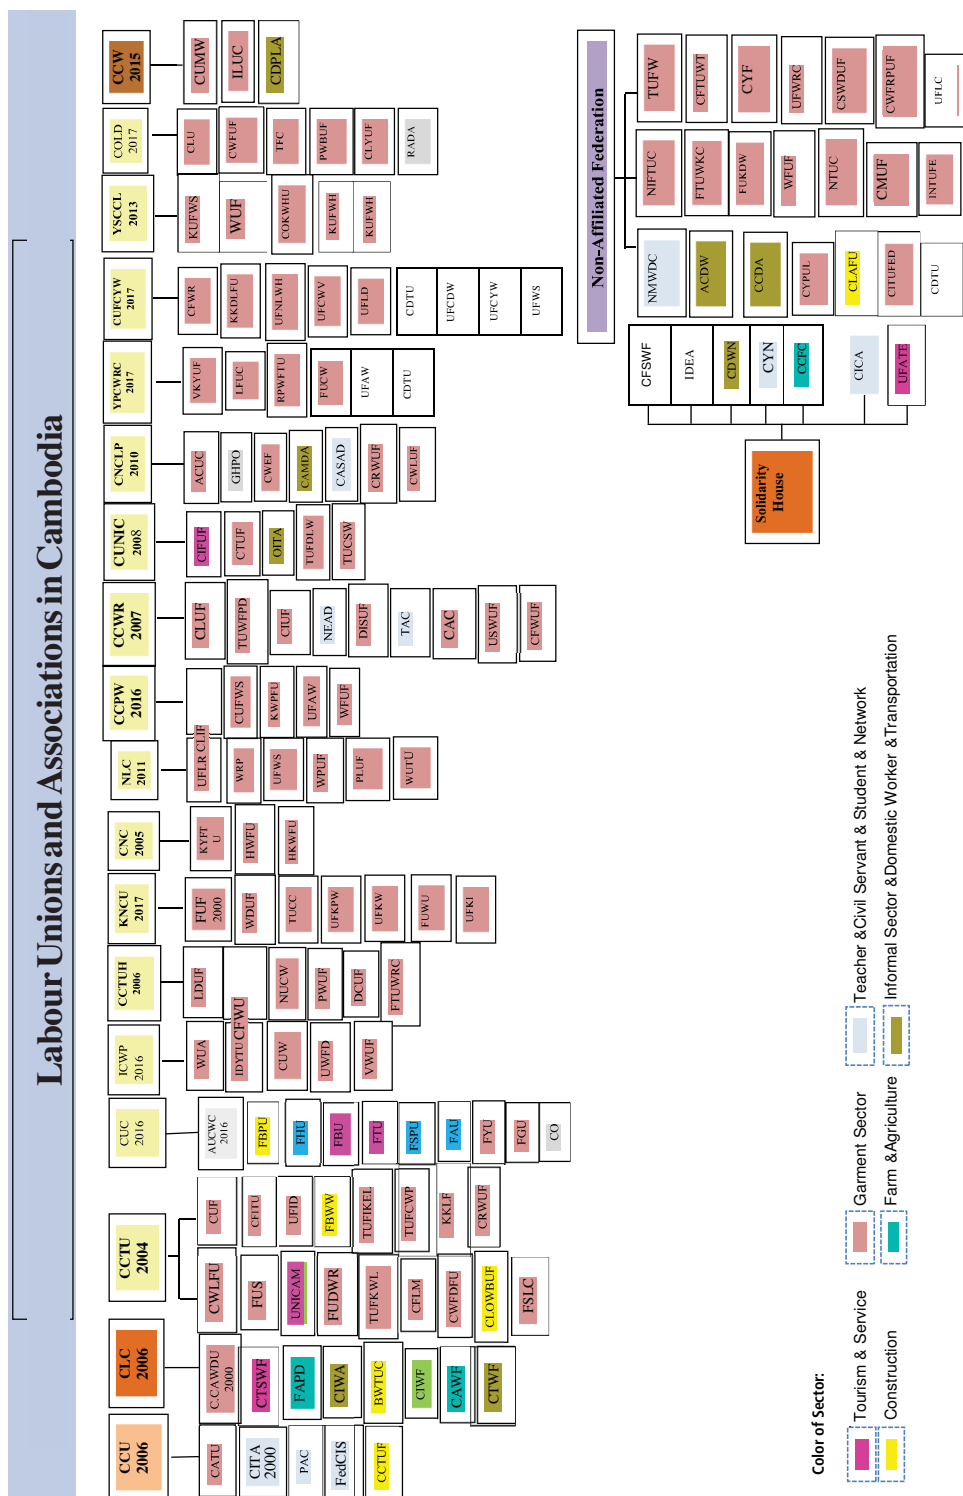 Labour Unions and Associations in Cambodia
CCU
2006
CATU
CITA
2000
PAC
FedCIS
CCTUF
CLC
2006
C.CAWDU
2000
CTSWF
FAPD
CIWA
BWTUC
CIWF
CAWF
CTWF
CCTU
2004
CWLFU
FUS
UNICAM
FUDWR
TUFKWL
CFLM
CWFDFU
CLOWBUF
FSLC
CUF
CFITU
UFID
FBWW
TUFIKEL
TUFCWP
KKLF
CRWUF
CUC
2016
AUCWC
2016
FBPU
FHU
FBU
FTU
FSPU
FAU
FYU
FGU
CO
ICWP
2016
WUA
IDYTU
CUW
UWFD
VWUF
CCTUH
2006
LDUF
CFWU
NUCW
PWUF
DCUF
FTUWRC
KNCU
2017
FUF
2000
WDUF
TUCC
UFKPW
UFKW
FUWU
UFKI
CNC
2005
KYFT
U
HWFU
HKWFU
NLC
2011
UFLR
WRP
UFWS
WPUF
PLUF
WUTU
CCPW
2016
CLIF
CUFWS
KWPFU
UFAW
WFUF
CCWR
2007
CLUF
TUWFPD
CIUF
NEAD
DISUF
TAC
CAC
USWUF
CFWUF
CUNIC
2008
CIFUF
CTUF
OITA
TUFDLW
TUCSW
CNCLP
2010
ACUC
GHPO
CWEF
CAMDA
CASAD
CRWUF
CWLUF
YPCWRC
2017
VKYUF
LFUC
RPWFTU
FUCW
UFAW
CDTU
CUFCYW
2017
CFWR
KKDLFU
UFNLWH
UFCWV
UFLD
CDTU
UFCDW
UFCYW
UFWS
YSCCL
2013
KUFWS
WUF
COKWHU
KUFWH
KUFWH
COLD
2017
CLU
CWFUF
TFC
PWBUF
CLYUF
RADA
CCW
2015
CUMW
ILUC
CDPLA
Solidarity
House
CFSWF
IDEA
CDWN
CYN
CCFC
CICA
UFATE
Non-Affiliated Federation
NMWDC
ACDW
CCDA
CYPUL
CLAFU
CITUFED
CDTU
NIFTUC
FTUWKC
FUKDW
WFUF
NTUC
CMUF
INTUFE
TUFW
CFTUWT
CYF
UFWRC
CSWDUF
CWFRPUF
UFLC
Color of Sector:
Tourism & Service
Garment Sector
Teacher &Civil Servant & Student & Network
Construction
Farm &Agriculture
Informal Sector &Domestic Worker &Transportation